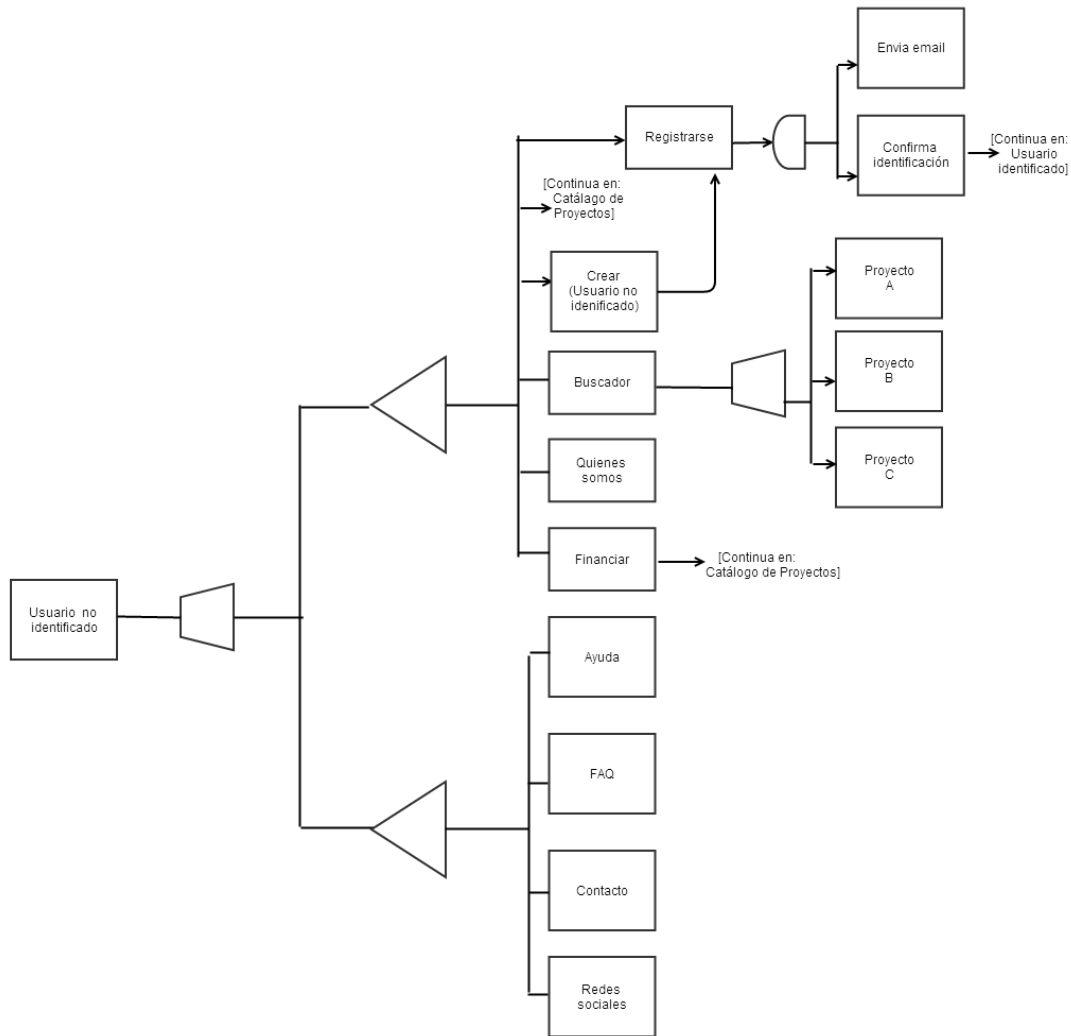 Envia email
Registrarse
Confirma
identificación
[Continua en:
Usuario
identificado]
[Continua en:
Catálago de
Proyectos]
Crear
(Usuario no
idenificado)
Proyecto
A
Buscador
Proyecto
B
Quienes
somos
Proyecto
C
Financiar
[Continua en:
Catálogo de Proyectos]
Usuario no
identificado
Ayuda
FAQ
Contacto
Redes
sociales